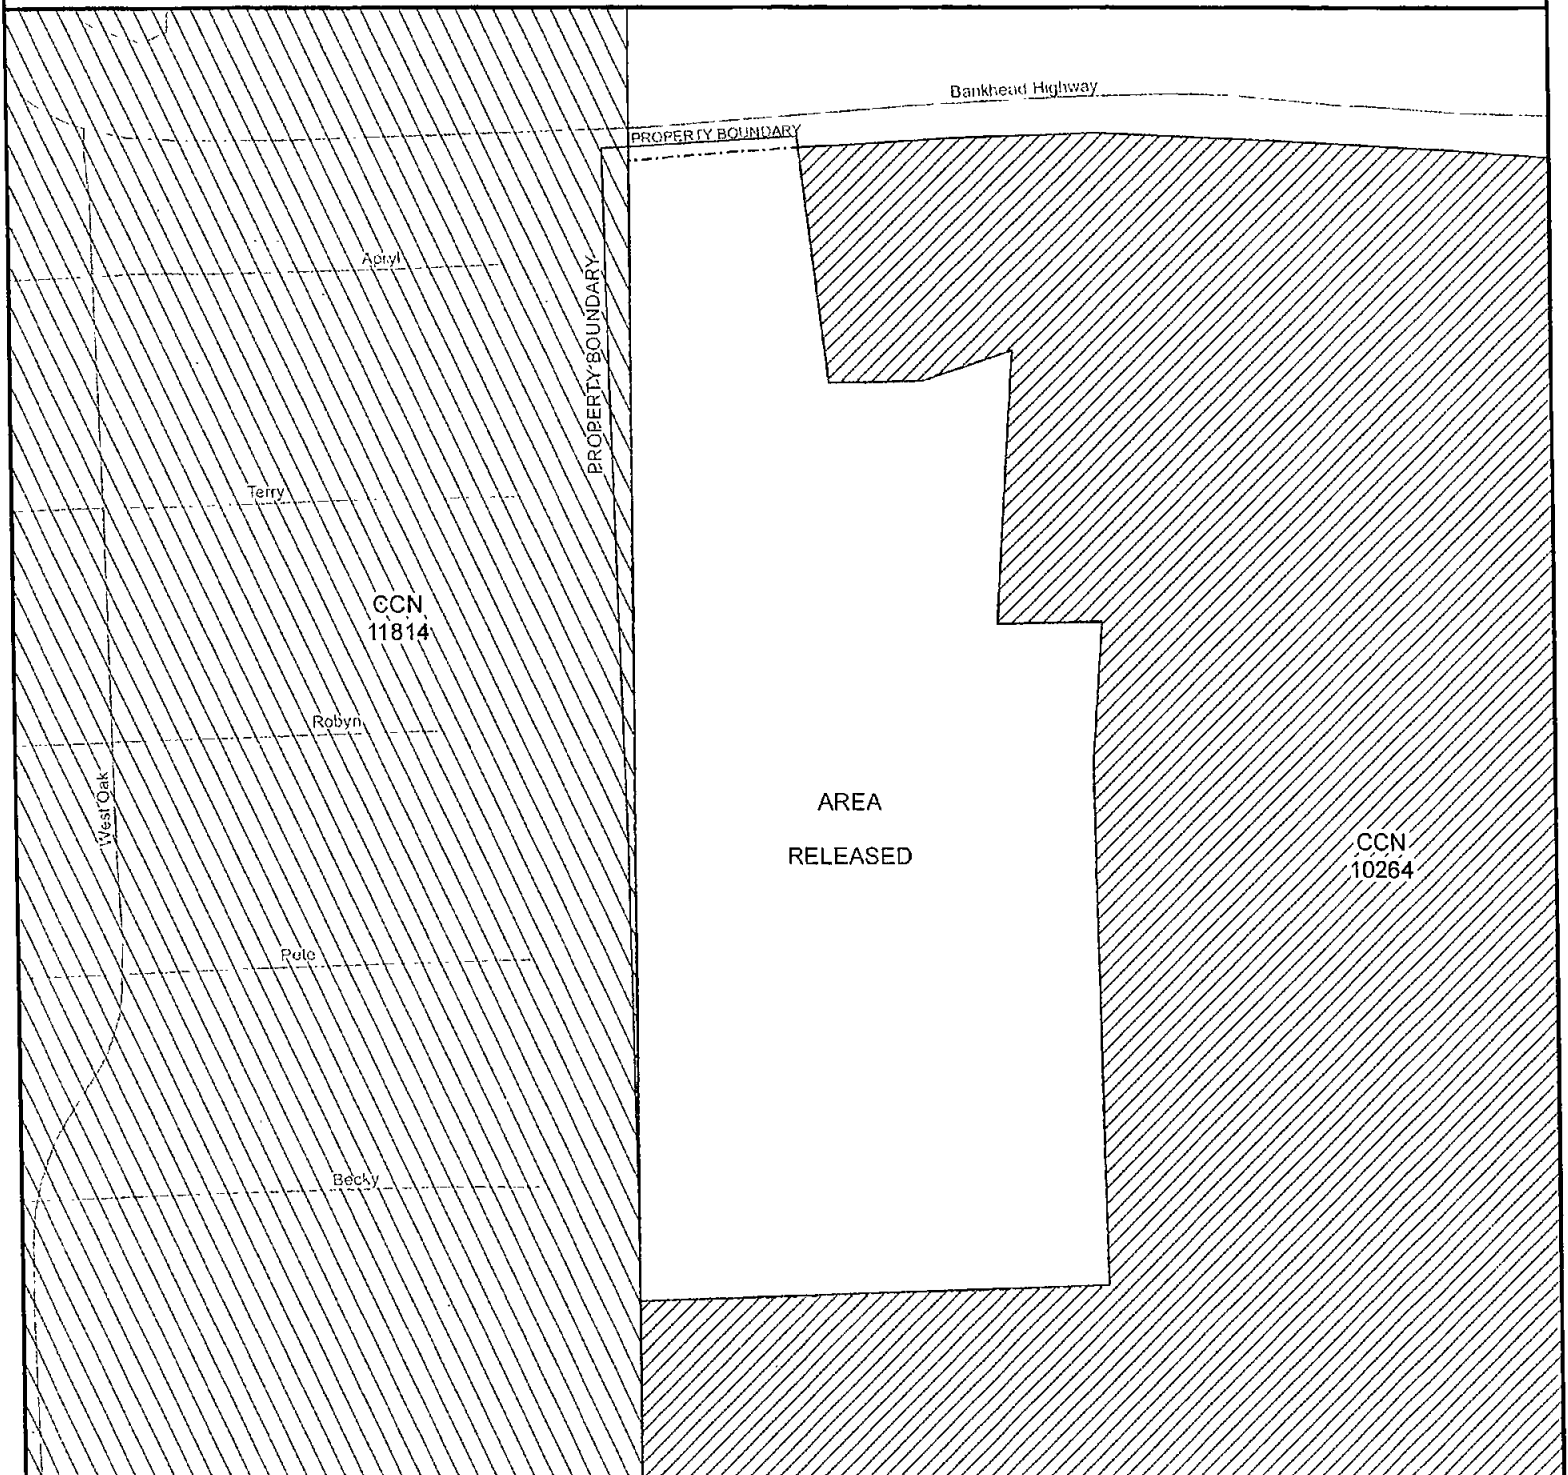 Bankhead Highway
PROPERTY BOUNDARY
Apryl
PROPERTY BOUNDARY
Terry
CCN
11814
Robyn
West Oak
AREA
RELEASED
CCN
10264
Pete
Becky